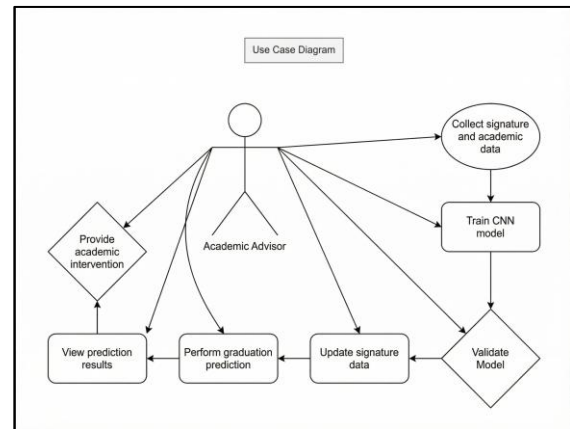 Use Case Diagram
Collect signature
and academic
data
Train CNN
model
Provide
academic
intervention
Academic Advisor
View prediction
results
Perform graduation
prediction
Update signature
data
Validate
Model